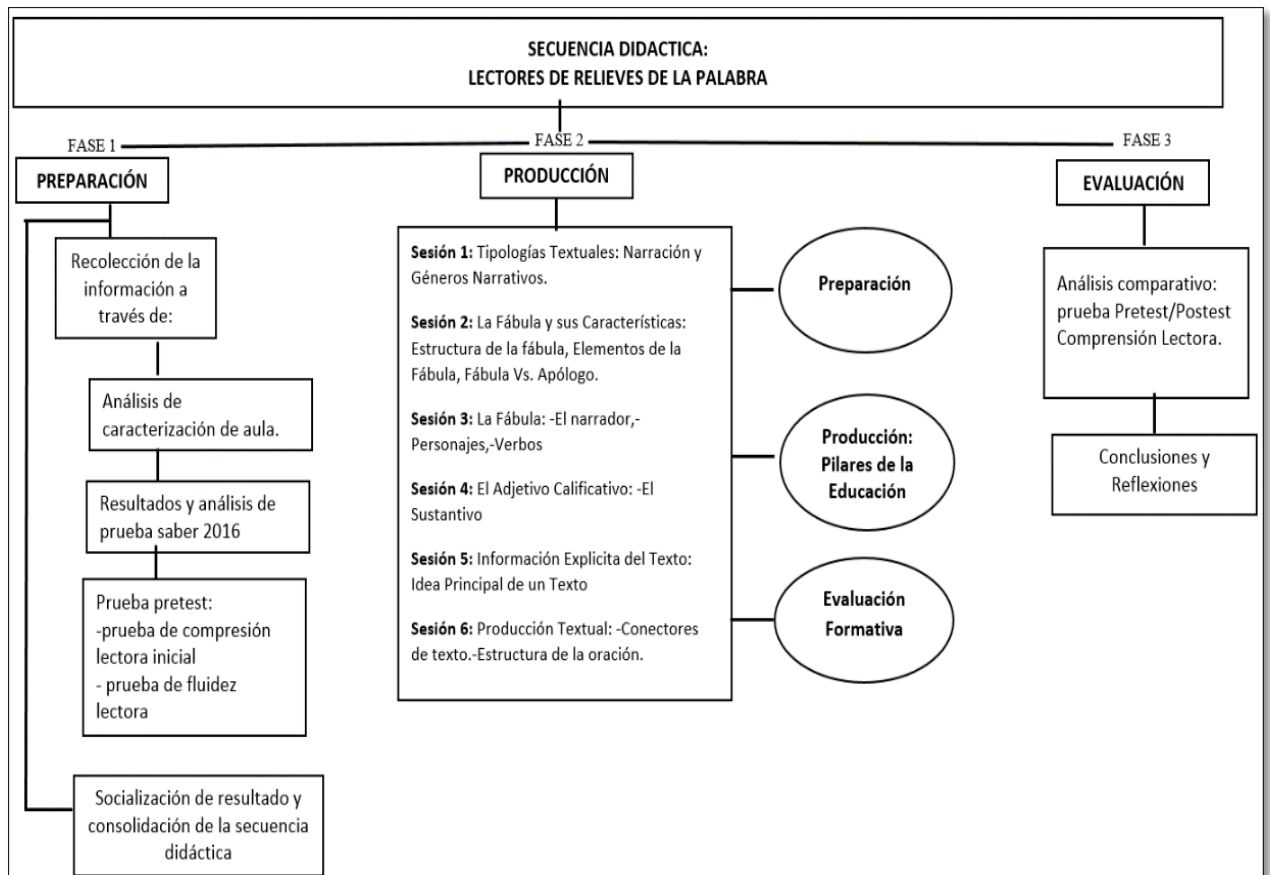 SECUENCIA DIDACTICA:
LECTORES DE RELIEVES DE LA PALABRA
FASE 1
FASE 2
FASE 3
PREPARACIÓN
Recolección de la
información a
través de:
Análisis de
caracterización de aula.
Resultados y análisis de
prueba saber 2016
Prueba pretest:
-prueba de compresión
lectora inicial
- prueba de fluidez
lectora
Socialización de resultado y
consolidación de la secuencia
didáctica
PRODUCCIÓN
Sesión 1: Tipologías Textuales: Narración y
Géneros Narrativos.
Sesión 2: La Fábula y sus Características:
Estructura de la fábula, Elementos de la
Fábula, Fábula Vs. Apólogo.
Sesión 3: La Fábula: -El narrador,-
Personajes,-Verbos
Sesión 4: El Adjetivo Calificativo: -El
Sustantivo
Sesión 5: Información Explicita del Texto:
Idea Principal de un Texto
Sesión 6: Producción Textual: -Conectores
de texto.-Estructura de la oración.
Preparación
Producción:
Pilares de la
Educación
Evaluación
Formativa
EVALUACIÓN
Análisis comparativo:
prueba Pretest/Postest
Comprensión Lectora.
Conclusiones y
Reflexiones